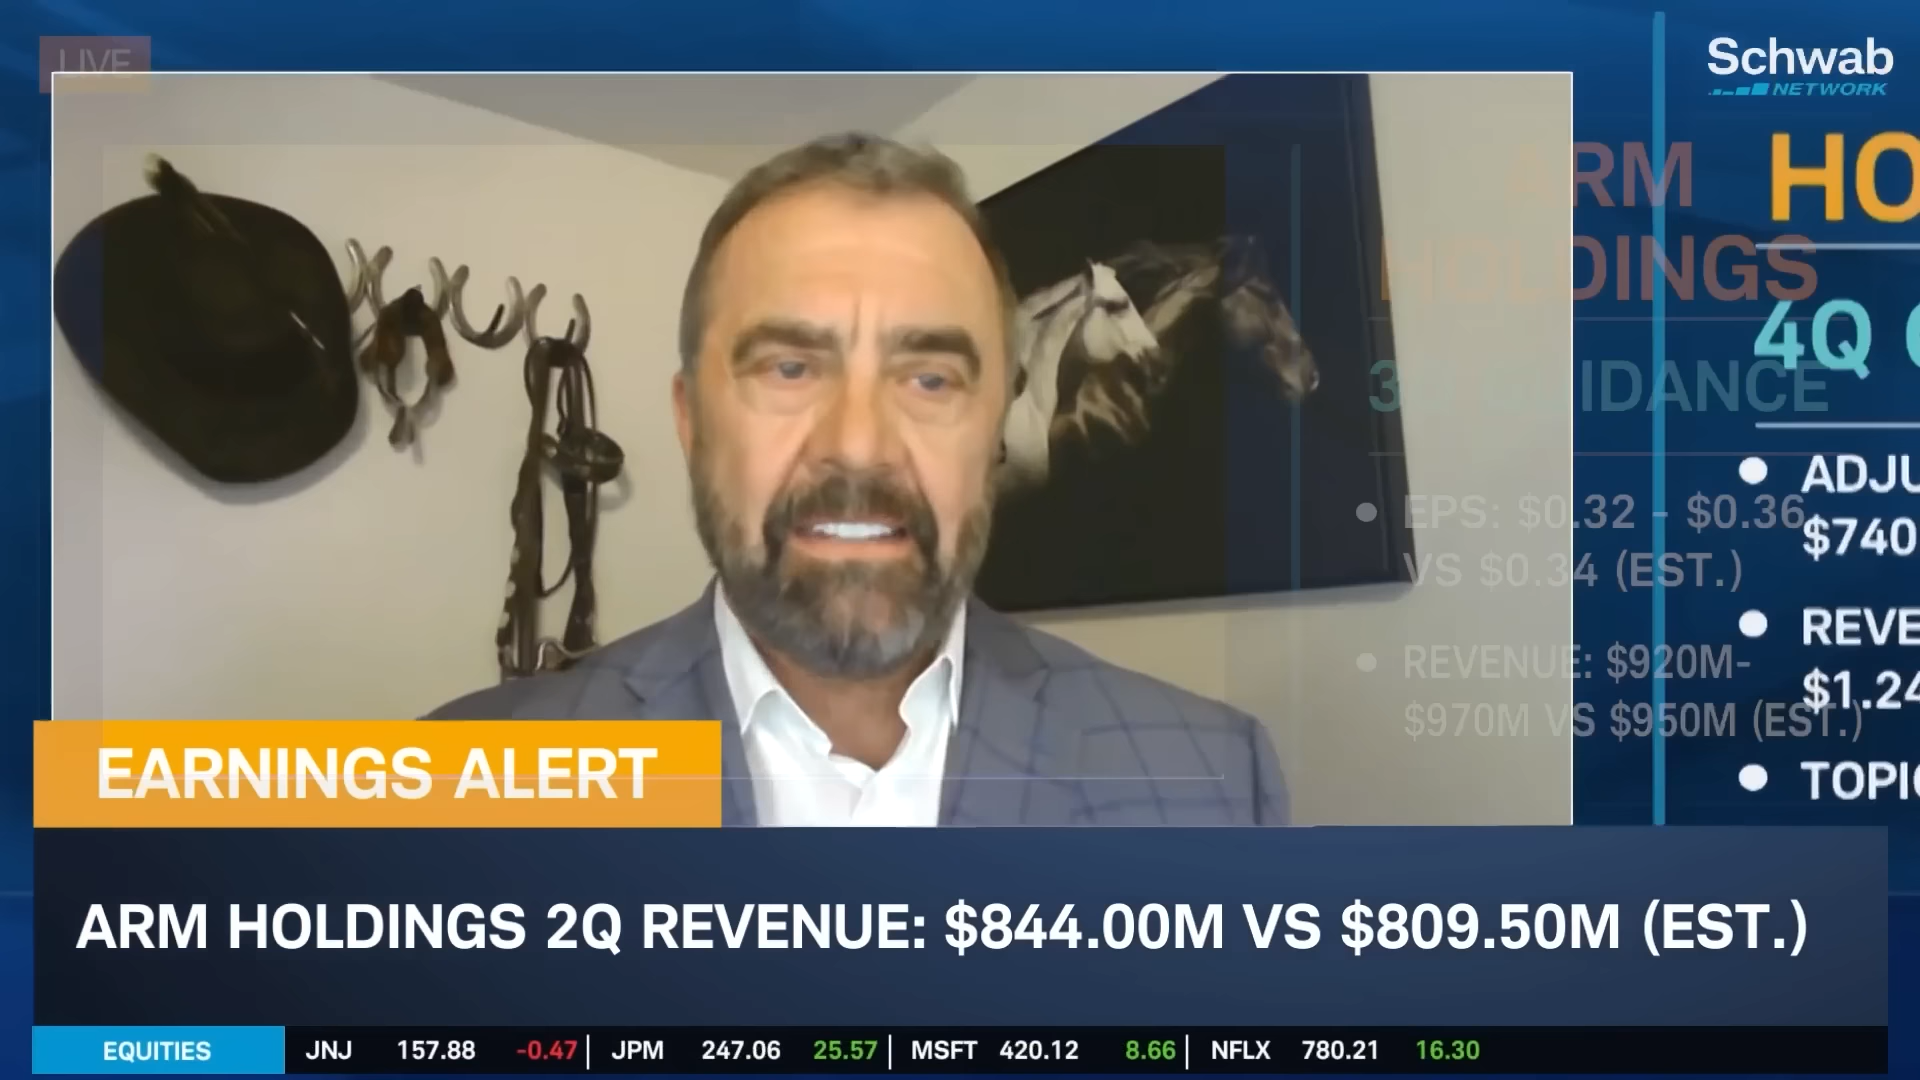 LIVE
Schwab
NETWORK
ARM
HOLDINGS
GUIDANCE
EPS: $0.32 - $0.36
VS $0.34 (EST.)
REVENUE: $920M-
$970M VS $950M (EST.)
HO
4Q
ADJU
$740
REVE
$1.24
TOPI
EARNINGS ALERT
ARM HOLDINGS 2Q REVENUE: $844.00M VS $809.50M (EST.)
EQUITIES JNJ 157.88 -0.47 JPM 247.06 25.57 MSFT 420.12 8.66 NFLX 780.21 16.30